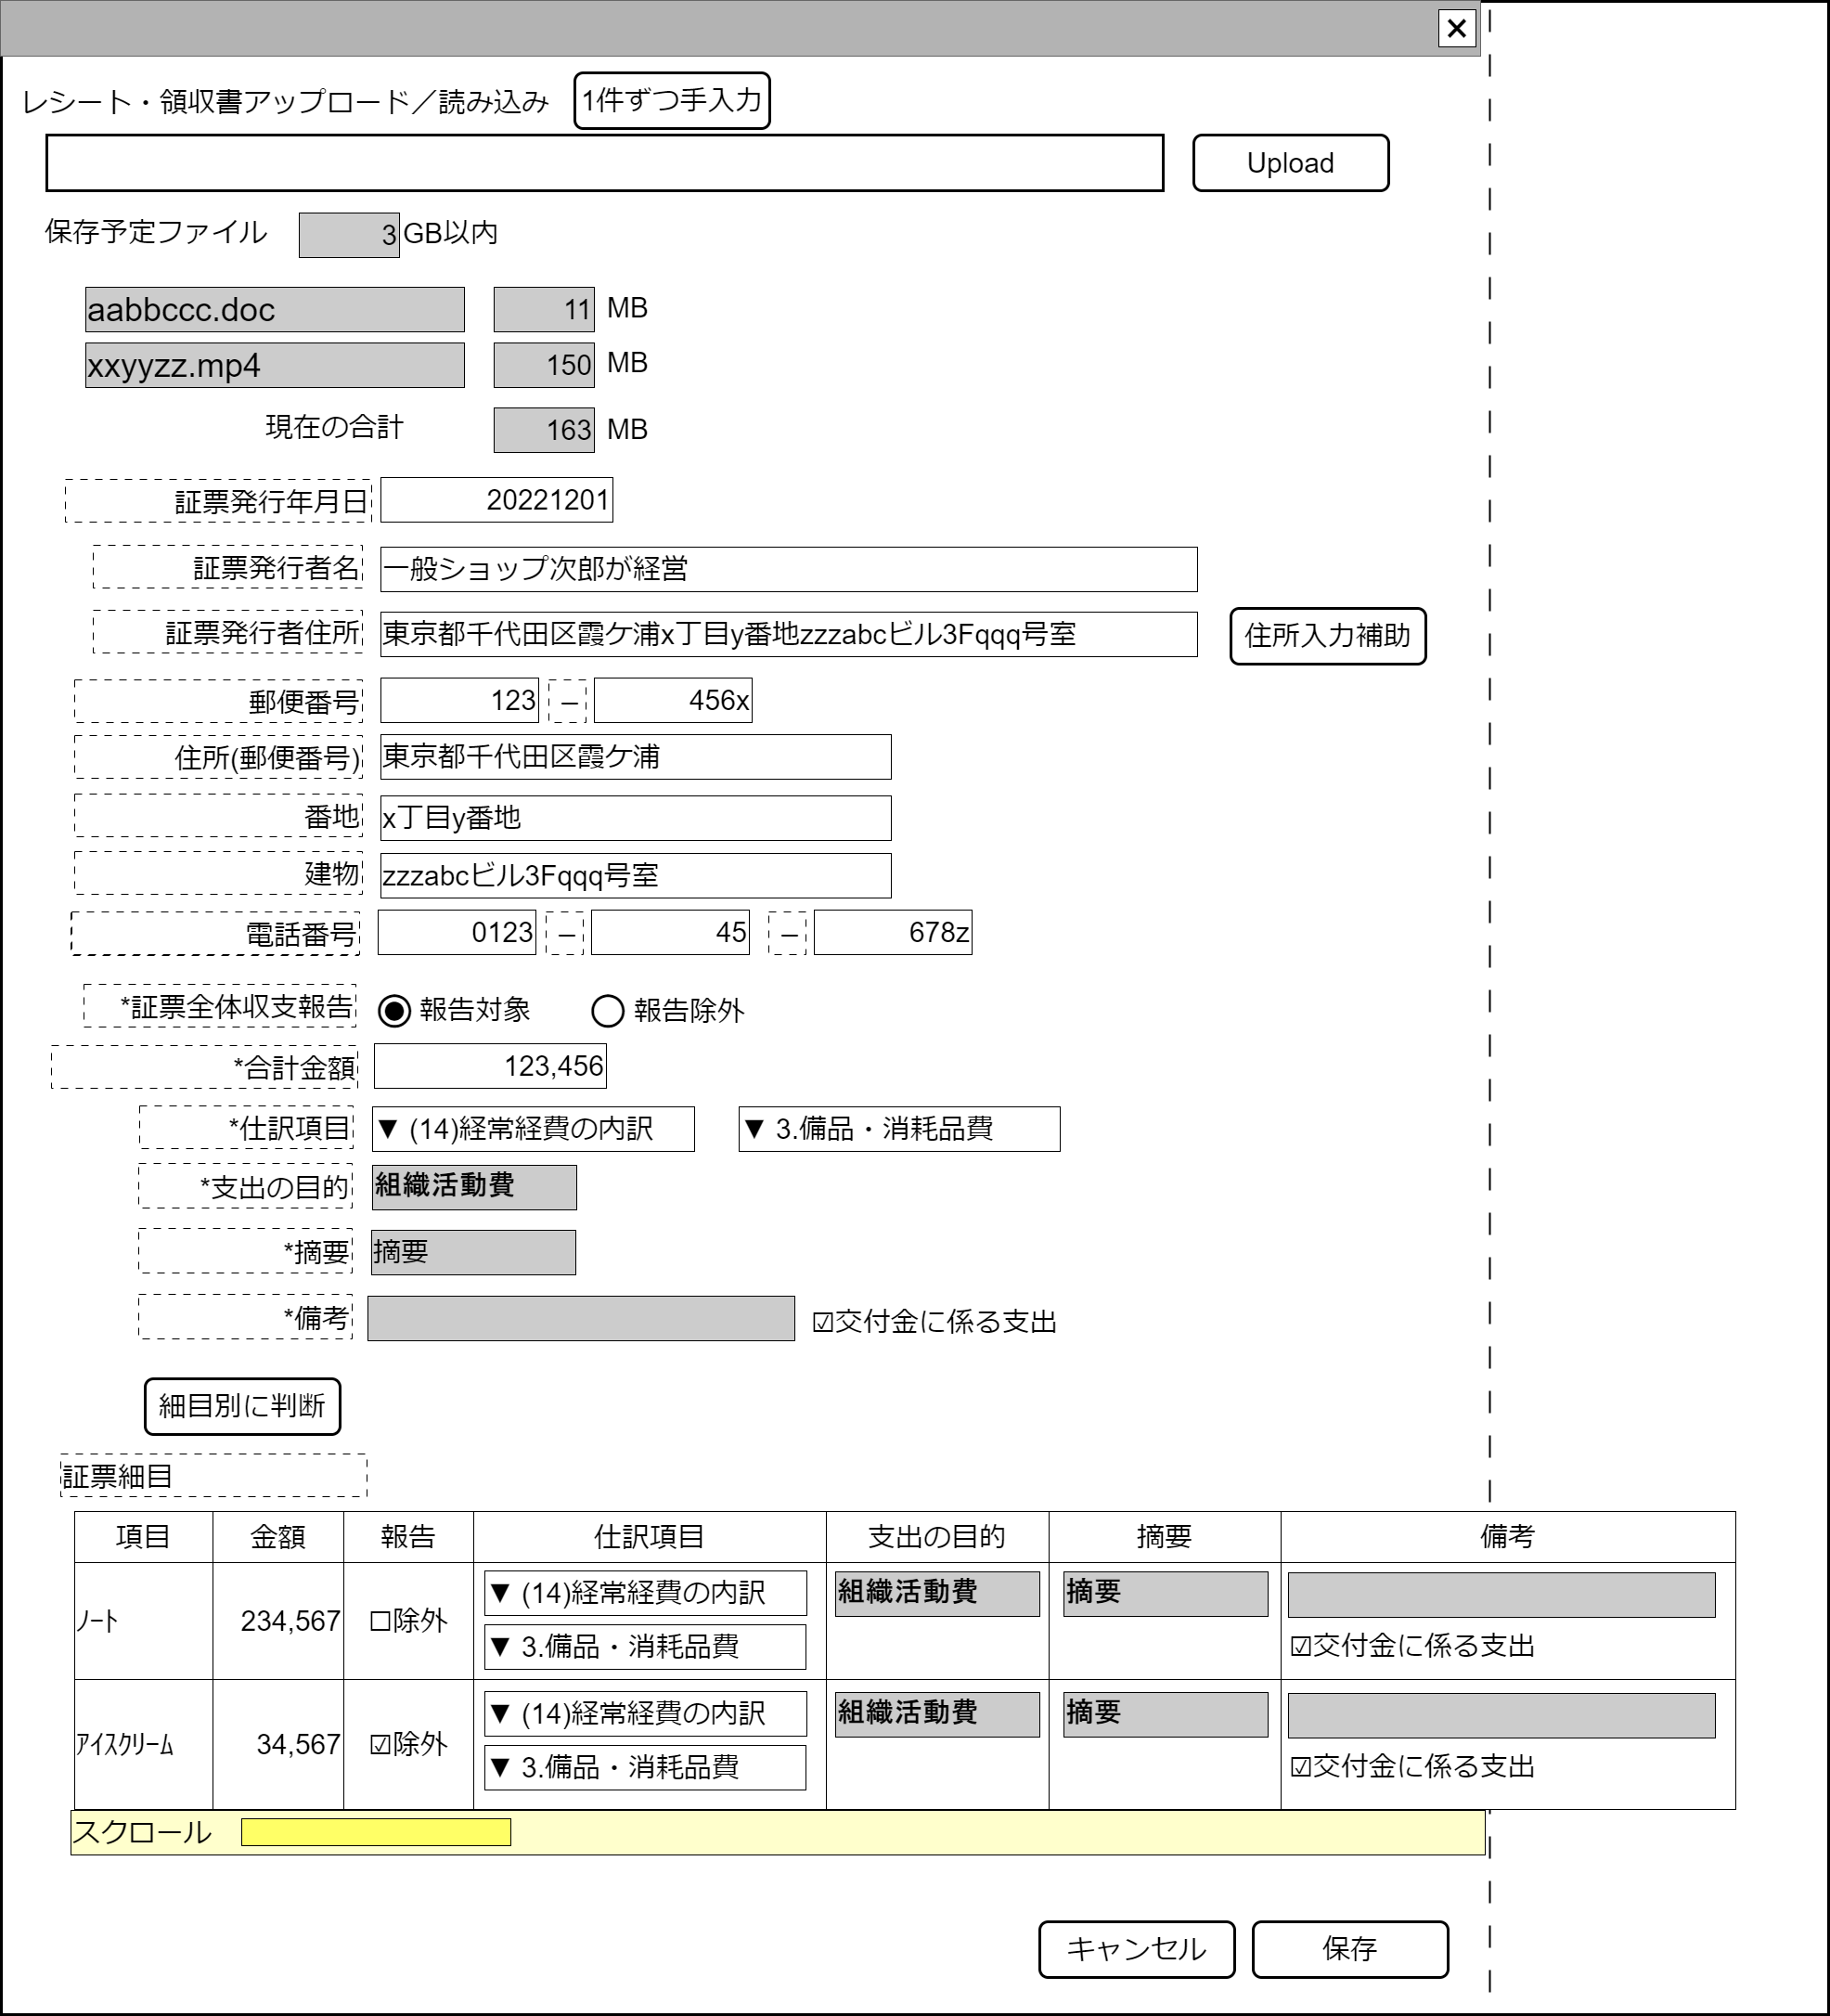 ×
レシート・領収書アップロード／読み込み 1件ずつ手入力
Upload
保存予定ファイル 3 GB以内
aabbccc.doc 11 MB
xxyyzz.mp4 150 MB
現在の合計 163 MB
証票発行年月日 20221201
証票発行者名 一般ショップ次郎が経営
証票発行者住所 東京都千代田区霞ケ浦x丁目y番地zzzabcビル3Fqqq号室 住所入力補助
郵便番号 123 – 456x
住所(郵便番号) 東京都千代田区霞ケ浦
番地 x丁目y番地
建物 zzzabcビル3Fqqq号室
電話番号 0123 – 45 – 678z
*証票全体収支報告 ◉ 報告対象 ○ 報告除外
*合計金額 123,456
*仕訳項目 ▼ (14)経常経費の内訳 ▼ 3.備品・消耗品費
*支出の目的 組織活動費
*摘要 摘要
*備考 ☑交付金に係る支出
細目別に判断
証票細目
項目 金額 報告 仕訳項目 支出の目的 摘要 備考
ﾉｰﾄ 234,567 ☐除外 ▼ (14)経常経費の内訳 組織活動費 摘要
▼ 3.備品・消耗品費 ☑交付金に係る支出
ｱｲｽｸﾘｰﾑ 34,567 ☑除外 ▼ (14)経常経費の内訳 組織活動費 摘要
▼ 3.備品・消耗品費 ☑交付金に係る支出
スクロール
キャンセル 保存